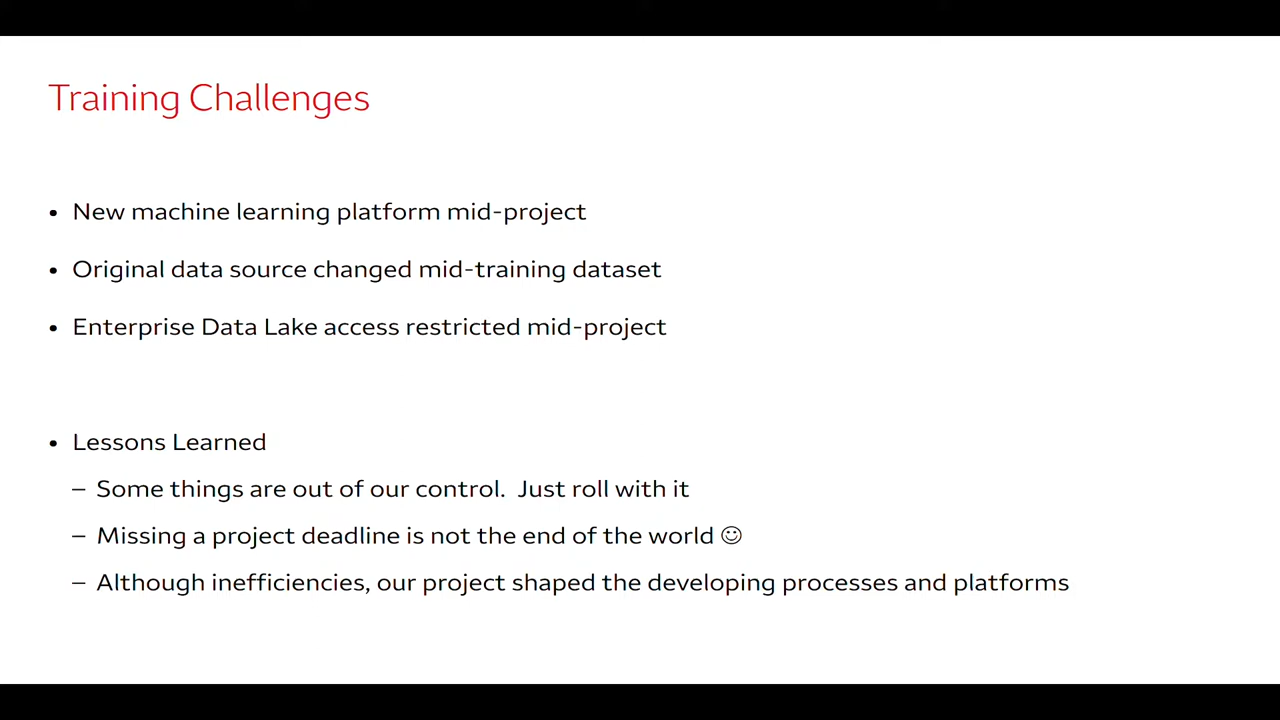 Training Challenges
• New machine learning platform mid-project
• Original data source changed mid-training dataset
• Enterprise Data Lake access restricted mid-project
• Lessons Learned
– Some things are out of our control.  Just roll with it
– Missing a project deadline is not the end of the world ☺
– Although inefficiencies, our project shaped the developing processes and platforms